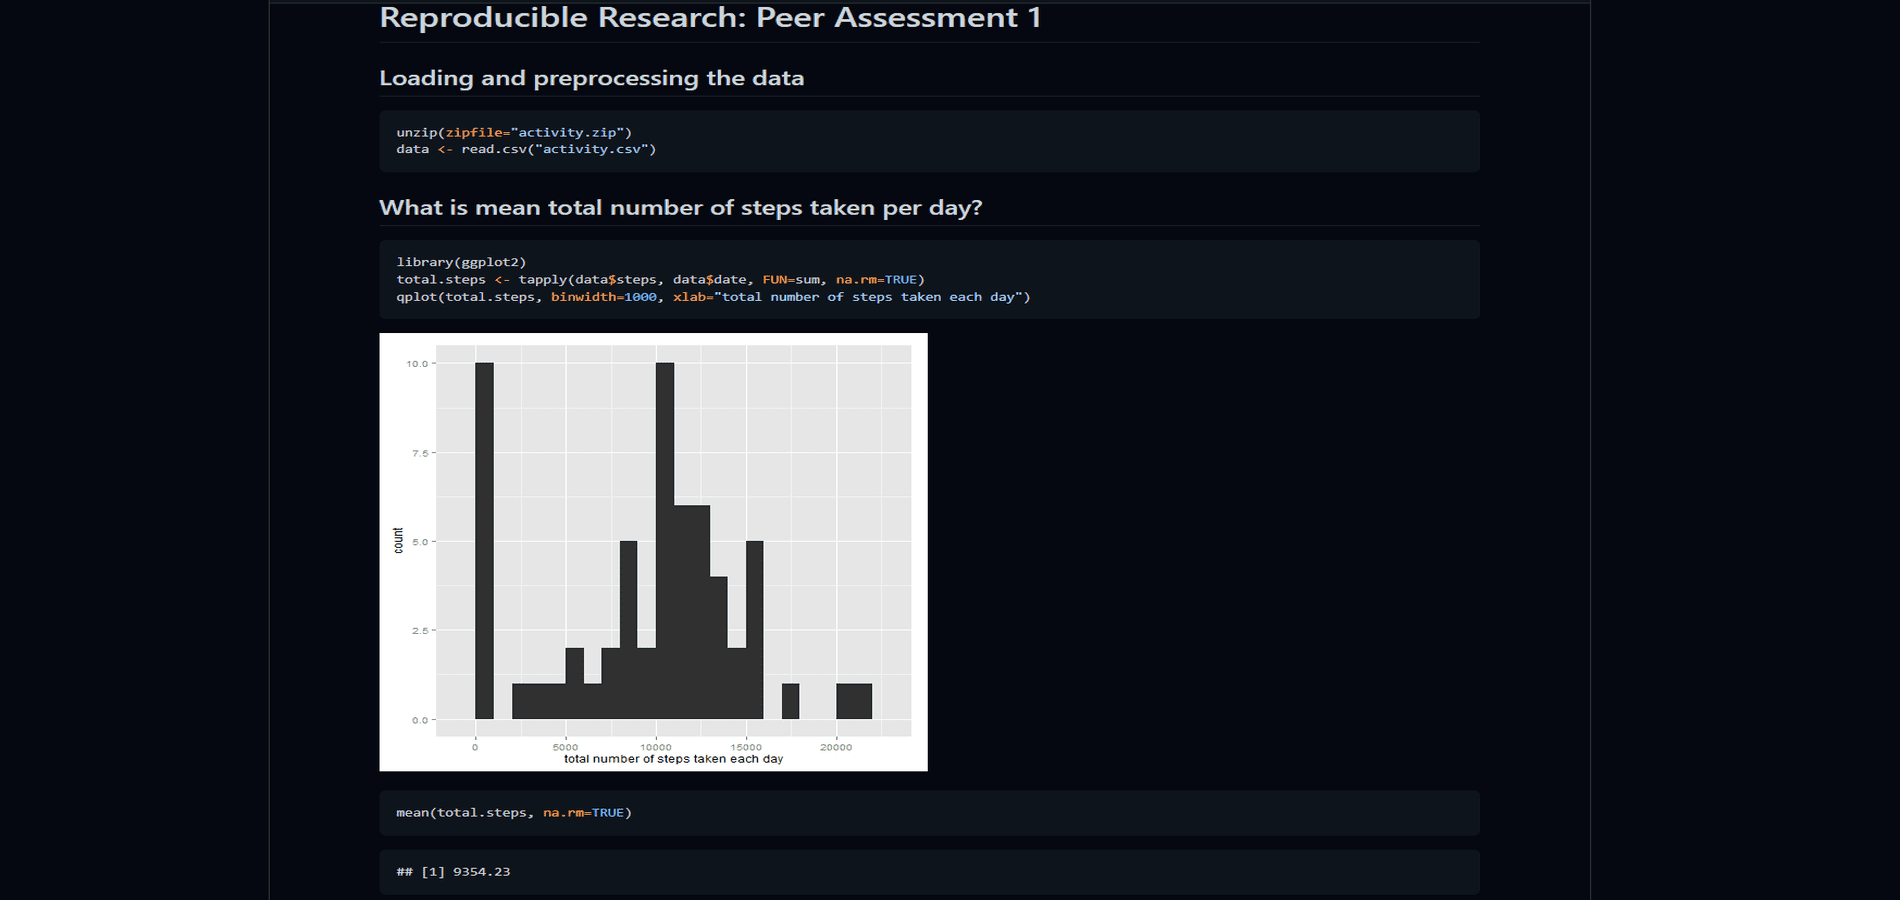 Reproducible Research: Peer Assessment 1
Loading and preprocessing the data
unzip(zipfile="activity.zip")
data <- read.csv("activity.csv")
What is mean total number of steps taken per day?
library(ggplot2)
total.steps <- tapply(data$steps, data$date, FUN=sum, na.rm=TRUE)
qplot(total.steps, binwidth=1000, xlab="total number of steps taken each day")
10.0
7.5
5.0
2.5
0.0
count
0 5000 10000 15000 20000
total number of steps taken each day
mean(total.steps, na.rm=TRUE)
## [1] 9354.23